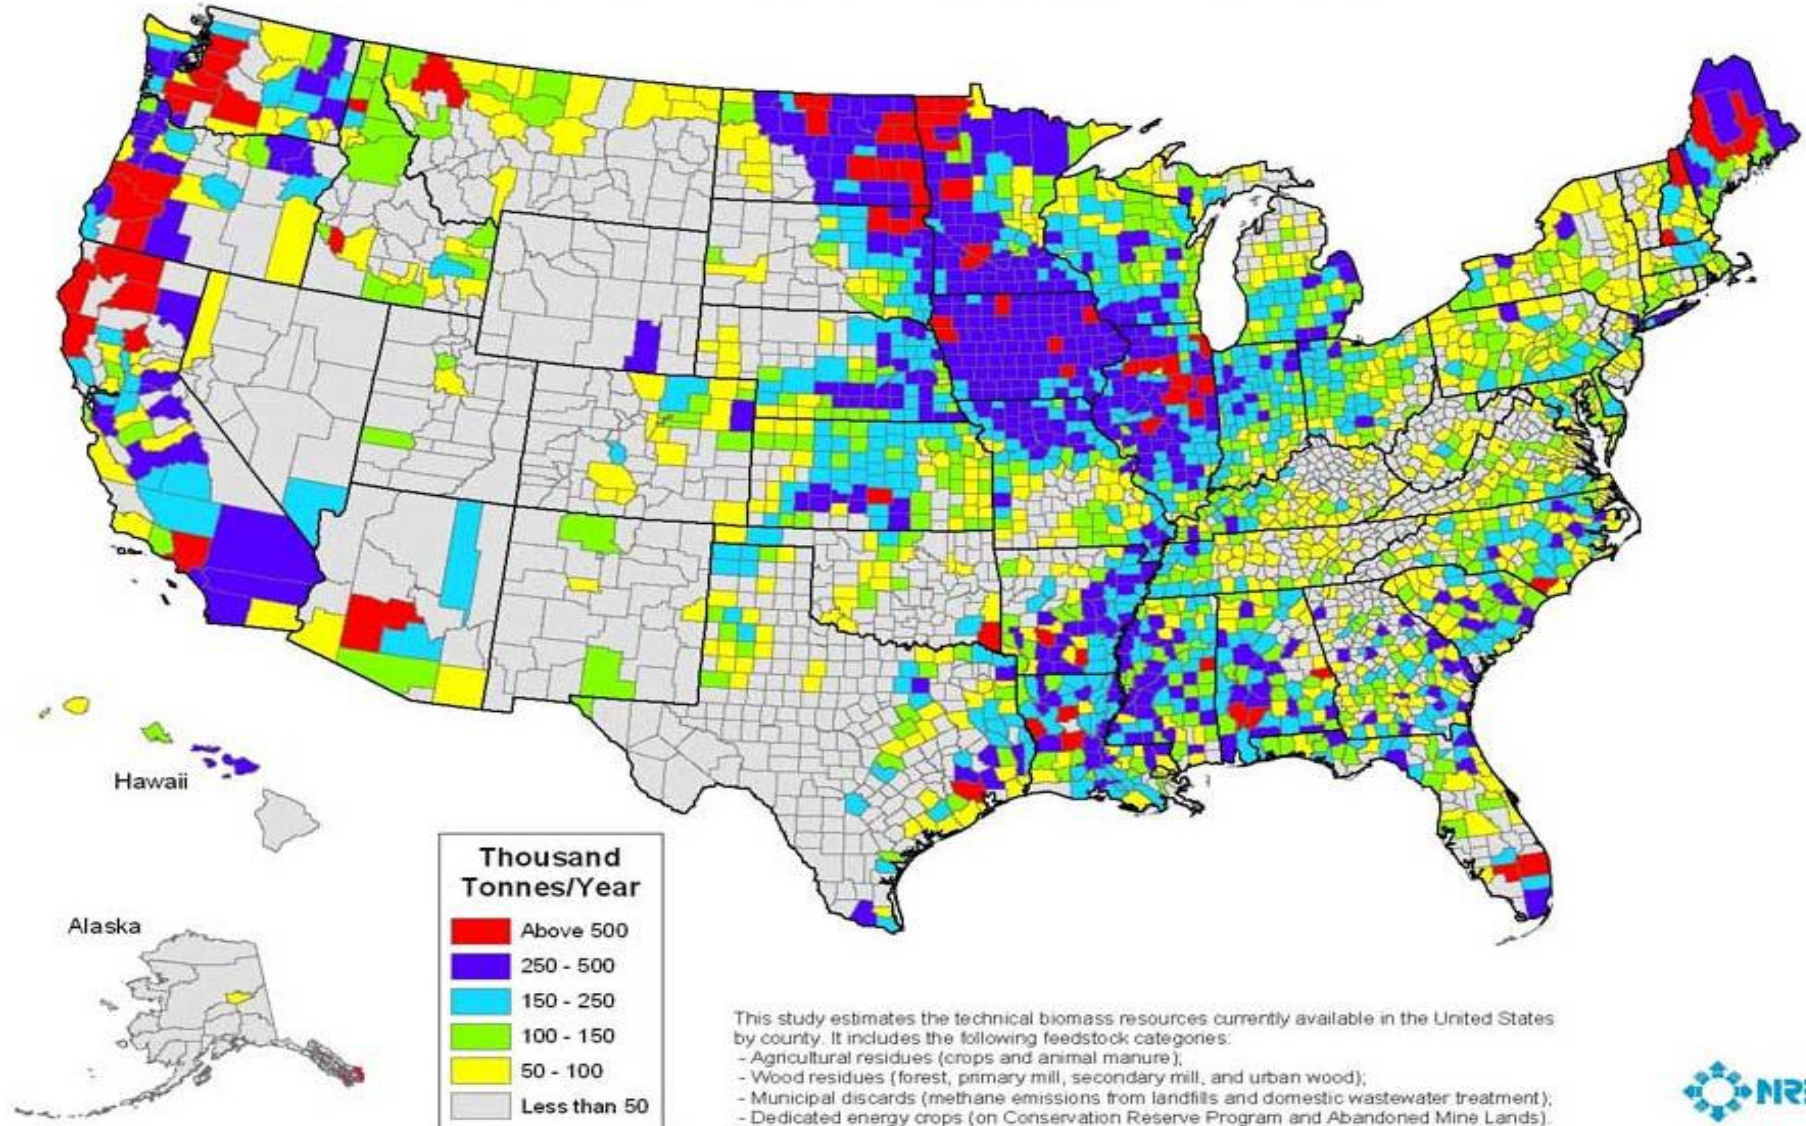 Hawaii
Alaska
Thousand
Tonnes/Year
Above 500
250 - 500
150 - 250
100 - 150
50 - 100
Less than 50
This study estimates the technical biomass resources currently available in the United States
by county. It includes the following feedstock categories:
- Agricultural residues (crops and animal manure);
- Wood residues (forest, primary mill, secondary mill, and urban wood);
- Municipal discards (methane emissions from landfills and domestic wastewater treatment);
- Dedicated energy crops (on Conservation Reserve Program and Abandoned Mine Lands).